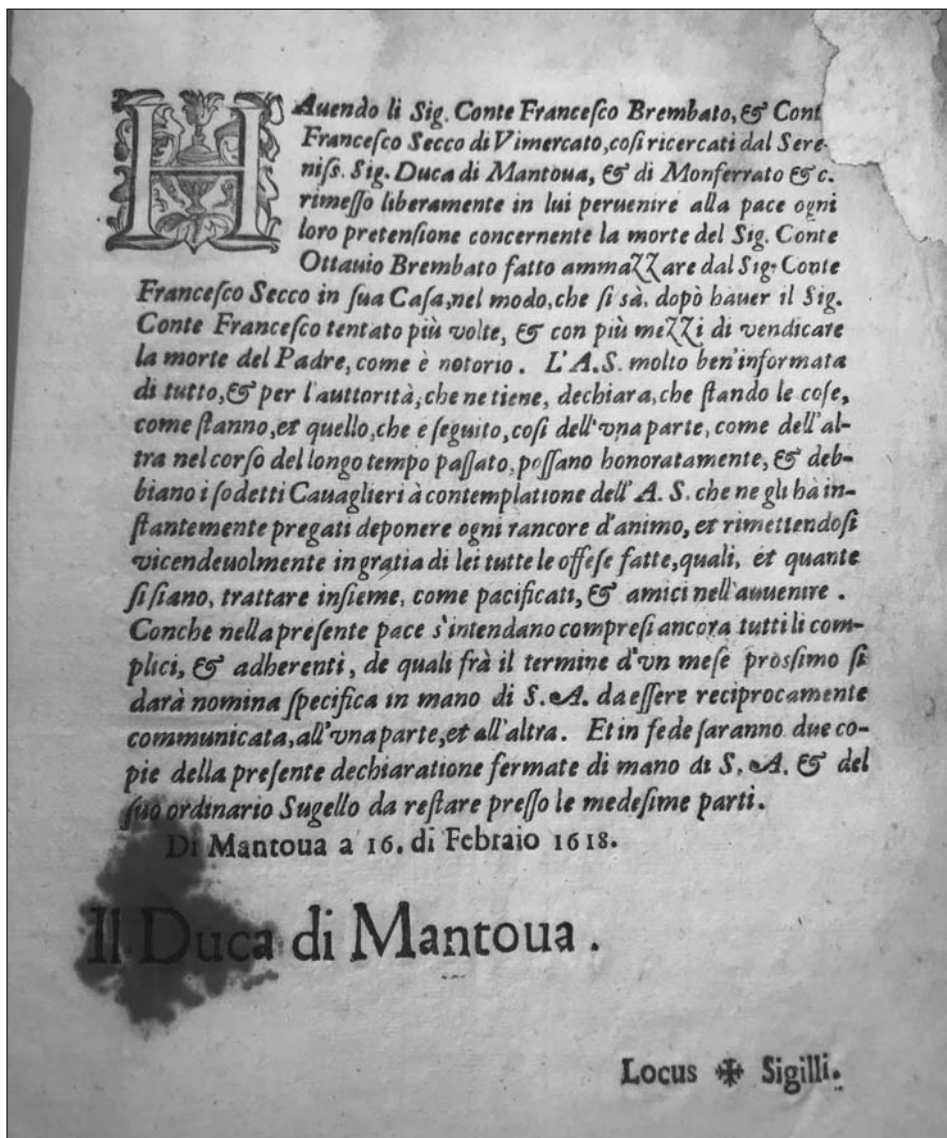 HAuendo li Sig. Conte Franceſco Brembato, & Cont
Franceſco Secco di Vimercato, coſi ricercati dal Sere-
niſs. Sig. Duca di Mantoua, & di Monferrato & c.
rimeſſo liberamente in lui peruenire alla pace ogni
loro pretenſione concernente la morte del Sig. Conte
Ottauio Brembato fatto ammazzare dal Sig. Conte
Franceſco Secco in ſua Caſa, nel modo, che ſi sà, dopò hauer il Sig.
Conte Franceſco tentato più volte, & con più mezzi di vendicare
la morte del Padre, come è notorio. L'A.S. molto ben'informata
di tutto, & per l'auttorità, che ne tiene, dechiara, che ſtando le coſe,
come ſtanno, et quello, che e ſeguito, coſi dell'vna parte, come dell'al-
tra nel corſo del longo tempo paſſato, poſſano honoratamente, & deb-
biano i ſodetti Cauaglieri à contemplatione dell'A. S. che ne gli hà in-
ſtantemente pregati deponere ogni rancore d'animo, et rimettendoſi
vicendeuolmente in gratia di lei tutte le offeſe fatte, quali, et quante
ſi ſiano, trattare inſieme, come pacificati, & amici nell'auuenire.
Conche nella preſente pace s'intendano compreſi ancora tutti li com-
plici, & adherenti, de quali frà il termine d'vn meſe proſſimo ſi
darà nomina ſpecifica in mano di S.A. da eſſere reciprocamente
communicata, all'vna parte, et all'altra. Et in fede ſaranno due co-
pie della preſente dechiaratione fermate di mano di S. A. & del
ſuo ordinario Sugello da reſtare preſſo le medeſime parti.
Di Mantoua a 16. di Febraio 1618.
Il Duca di Mantoua.
Locus ✠ Sigilli.